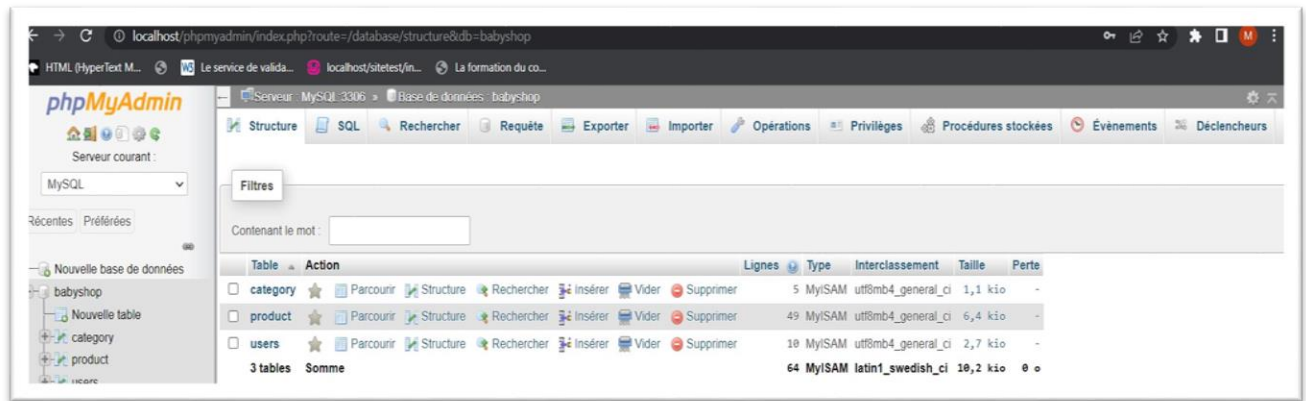 localhost/phpmyadmin/index.php?route=/database/structure&db=babyshop
M
HTML (HyperText M... W3 Le service de valida... localhost/sitetest/in... La formation du co...
phpMyAdmin
Serveur courant :
MySQL
Récentes Préférées
Nouvelle base de données
babyshop
Nouvelle table
category
product
users
Serveur : MySQL:3306 » Base de données : babyshop
Structure SQL Rechercher Requête Exporter Importer Opérations Privilèges Procédures stockées Évènements Déclencheurs
Filtres
Contenant le mot :
Table Action Lignes Type Interclassement Taille Perte
category Parcourir Structure Rechercher Insérer Vider Supprimer 5 MyISAM utf8mb4_general_ci 1,1 kio -
product Parcourir Structure Rechercher Insérer Vider Supprimer 49 MyISAM utf8mb4_general_ci 6,4 kio -
users Parcourir Structure Rechercher Insérer Vider Supprimer 10 MyISAM utf8mb4_general_ci 2,7 kio -
3 tables Somme 64 MyISAM latin1_swedish_ci 10,2 kio 0 o